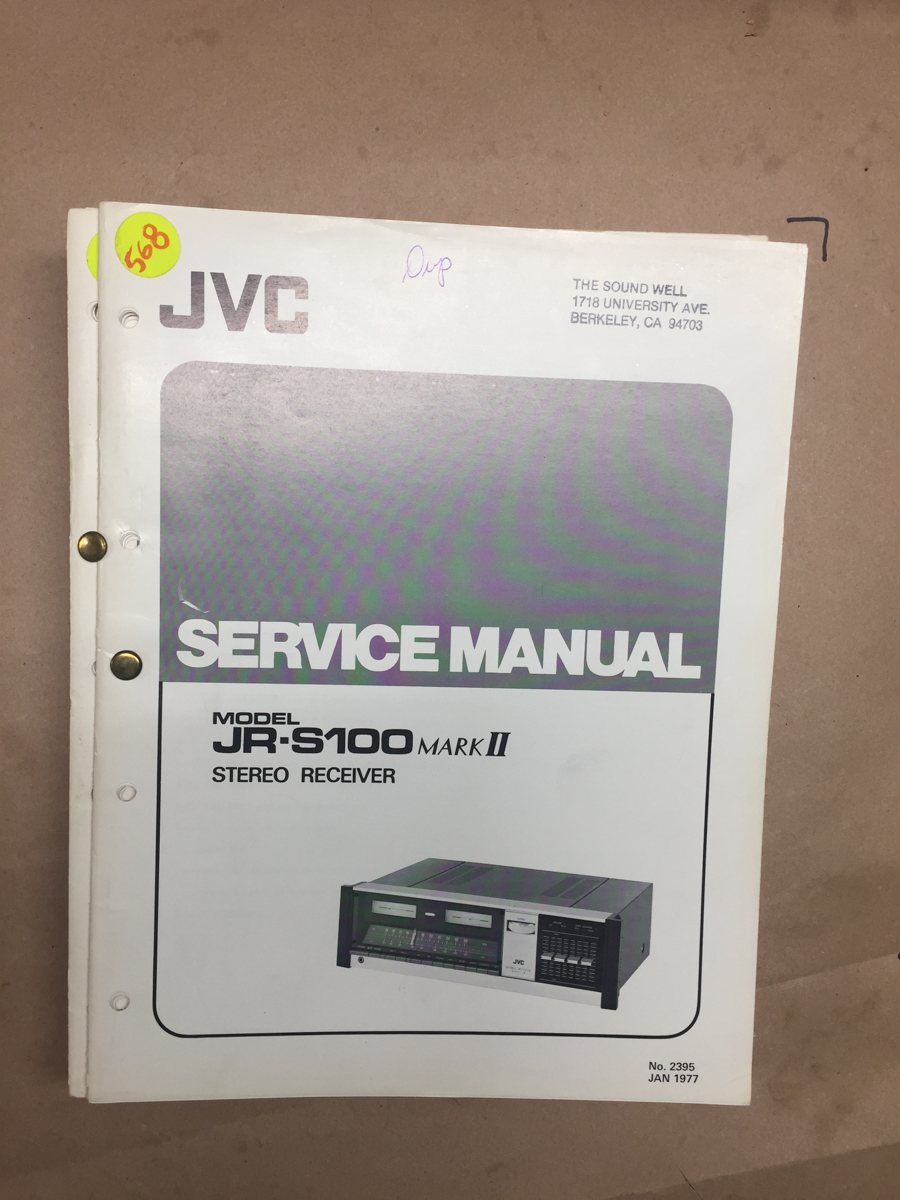 568
JVC
Dup
THE SOUND WELL
1718 UNIVERSITY AVE.
BERKELEY, CA 94703
SERVICE MANUAL
MODEL
JR-S100 MARK II
STEREO RECEIVER
JVC
No. 2395
JAN 1977